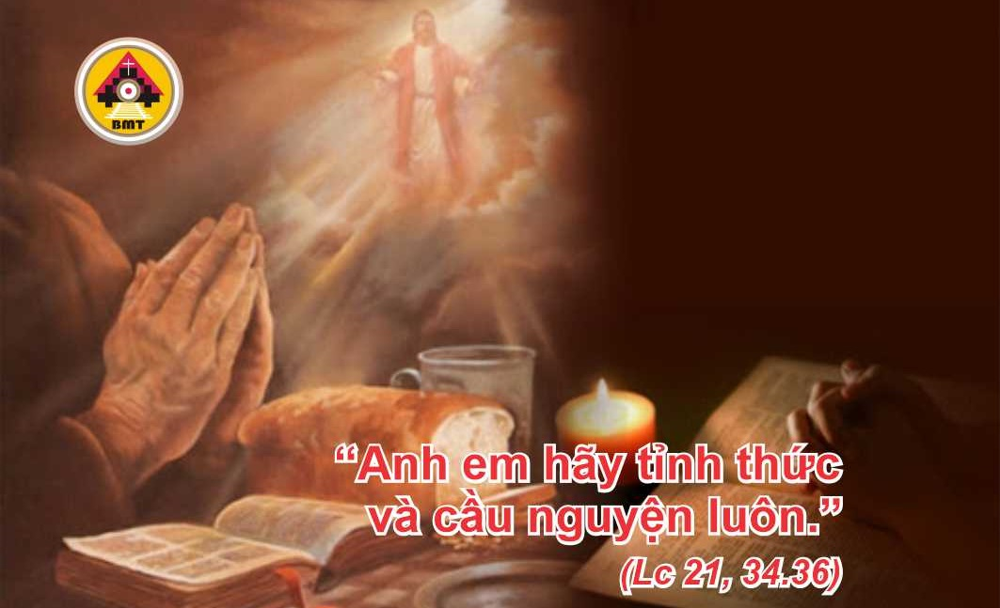 BMT
“Anh em hãy tỉnh thức
và cầu nguyện luôn.”
(Lc 21, 34.36)